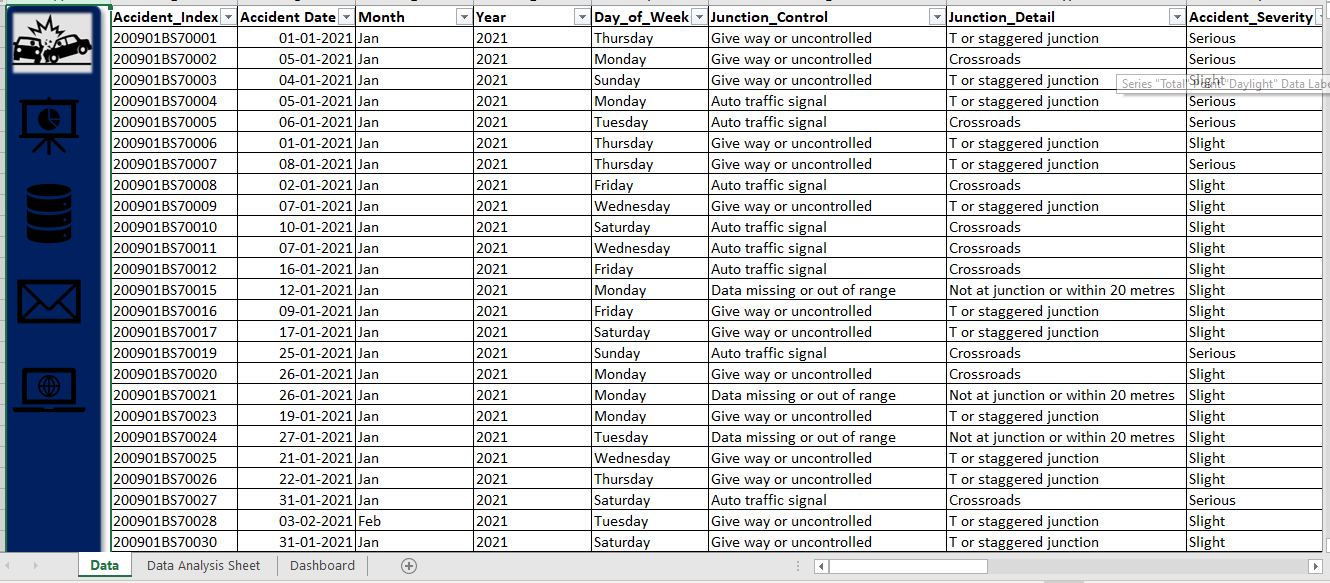 Accident_Index Accident Date Month Year Day_of_Week Junction_Control Junction_Detail Accident_Severity
200901BS70001 01-01-2021 Jan 2021 Thursday Give way or uncontrolled T or staggered junction Serious
200901BS70002 05-01-2021 Jan 2021 Monday Give way or uncontrolled Crossroads Serious
200901BS70003 04-01-2021 Jan 2021 Sunday Give way or uncontrolled T or staggered junction Slight
Series "Total" Point "Daylight" Data Labe
200901BS70004 05-01-2021 Jan 2021 Monday Auto traffic signal T or staggered junction Serious
200901BS70005 06-01-2021 Jan 2021 Tuesday Auto traffic signal Crossroads Serious
200901BS70006 01-01-2021 Jan 2021 Thursday Give way or uncontrolled T or staggered junction Slight
200901BS70007 08-01-2021 Jan 2021 Thursday Give way or uncontrolled T or staggered junction Serious
200901BS70008 02-01-2021 Jan 2021 Friday Auto traffic signal Crossroads Slight
200901BS70009 07-01-2021 Jan 2021 Wednesday Give way or uncontrolled T or staggered junction Slight
200901BS70010 10-01-2021 Jan 2021 Saturday Auto traffic signal Crossroads Slight
200901BS70011 07-01-2021 Jan 2021 Wednesday Auto traffic signal Crossroads Slight
200901BS70012 16-01-2021 Jan 2021 Friday Auto traffic signal Crossroads Slight
200901BS70015 12-01-2021 Jan 2021 Monday Data missing or out of range Not at junction or within 20 metres Slight
200901BS70016 09-01-2021 Jan 2021 Friday Give way or uncontrolled T or staggered junction Slight
200901BS70017 17-01-2021 Jan 2021 Saturday Give way or uncontrolled T or staggered junction Slight
200901BS70019 25-01-2021 Jan 2021 Sunday Auto traffic signal Crossroads Serious
200901BS70020 26-01-2021 Jan 2021 Monday Give way or uncontrolled Crossroads Slight
200901BS70021 26-01-2021 Jan 2021 Monday Data missing or out of range Not at junction or within 20 metres Slight
200901BS70023 19-01-2021 Jan 2021 Monday Give way or uncontrolled T or staggered junction Slight
200901BS70024 27-01-2021 Jan 2021 Tuesday Data missing or out of range Not at junction or within 20 metres Slight
200901BS70025 21-01-2021 Jan 2021 Wednesday Give way or uncontrolled T or staggered junction Slight
200901BS70026 22-01-2021 Jan 2021 Thursday Give way or uncontrolled T or staggered junction Slight
200901BS70027 31-01-2021 Jan 2021 Saturday Auto traffic signal Crossroads Serious
200901BS70028 03-02-2021 Feb 2021 Tuesday Give way or uncontrolled T or staggered junction Slight
200901BS70030 31-01-2021 Jan 2021 Saturday Give way or uncontrolled T or staggered junction Slight
Data Data Analysis Sheet Dashboard